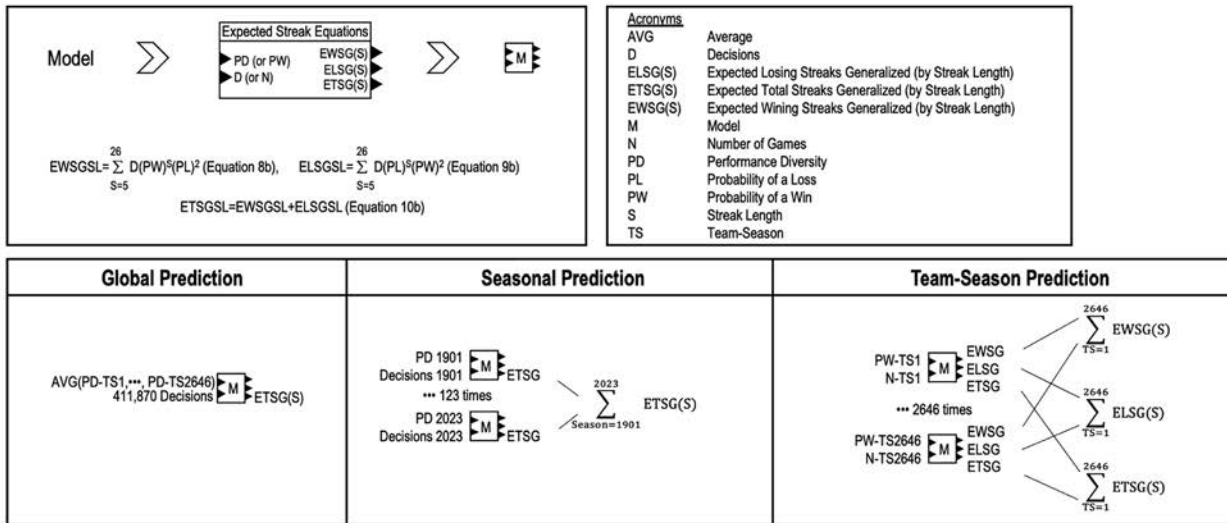 Model
Expected Streak Equations
PD (or PW)
D (or N)
EWSG(S)
ELSG(S)
ETSG(S)
M
EWSGSL= 26 ∑ S=5 D(PW)^S(PL)^2 (Equation 8b), ELSGSL= 26 ∑ S=5 D(PL)^S(PW)^2 (Equation 9b)
ETSGSL=EWSGSL+ELSGSL (Equation 10b)
Acronyms
AVG Average
D Decisions
ELSG(S) Expected Losing Streaks Generalized (by Streak Length)
ETSG(S) Expected Total Streaks Generalized (by Streak Length)
EWSG(S) Expected Wining Streaks Generalized (by Streak Length)
M Model
N Number of Games
PD Performance Diversity
PL Probability of a Loss
PW Probability of a Win
S Streak Length
TS Team-Season
Global Prediction
AVG(PD-TS1,•••, PD-TS2646)
411,870 Decisions
M
ETSG(S)
Seasonal Prediction
PD 1901
Decisions 1901
M
ETSG
••• 123 times
PD 2023
Decisions 2023
M
ETSG
2023
∑ ETSG(S)
Season=1901
Team-Season Prediction
PW-TS1
N-TS1
M
EWSG
ELSG
ETSG
••• 2646 times
PW-TS2646
N-TS2646
M
EWSG
ELSG
ETSG
2646
∑ EWSG(S)
TS=1
2646
∑ ELSG(S)
TS=1
2646
∑ ETSG(S)
TS=1